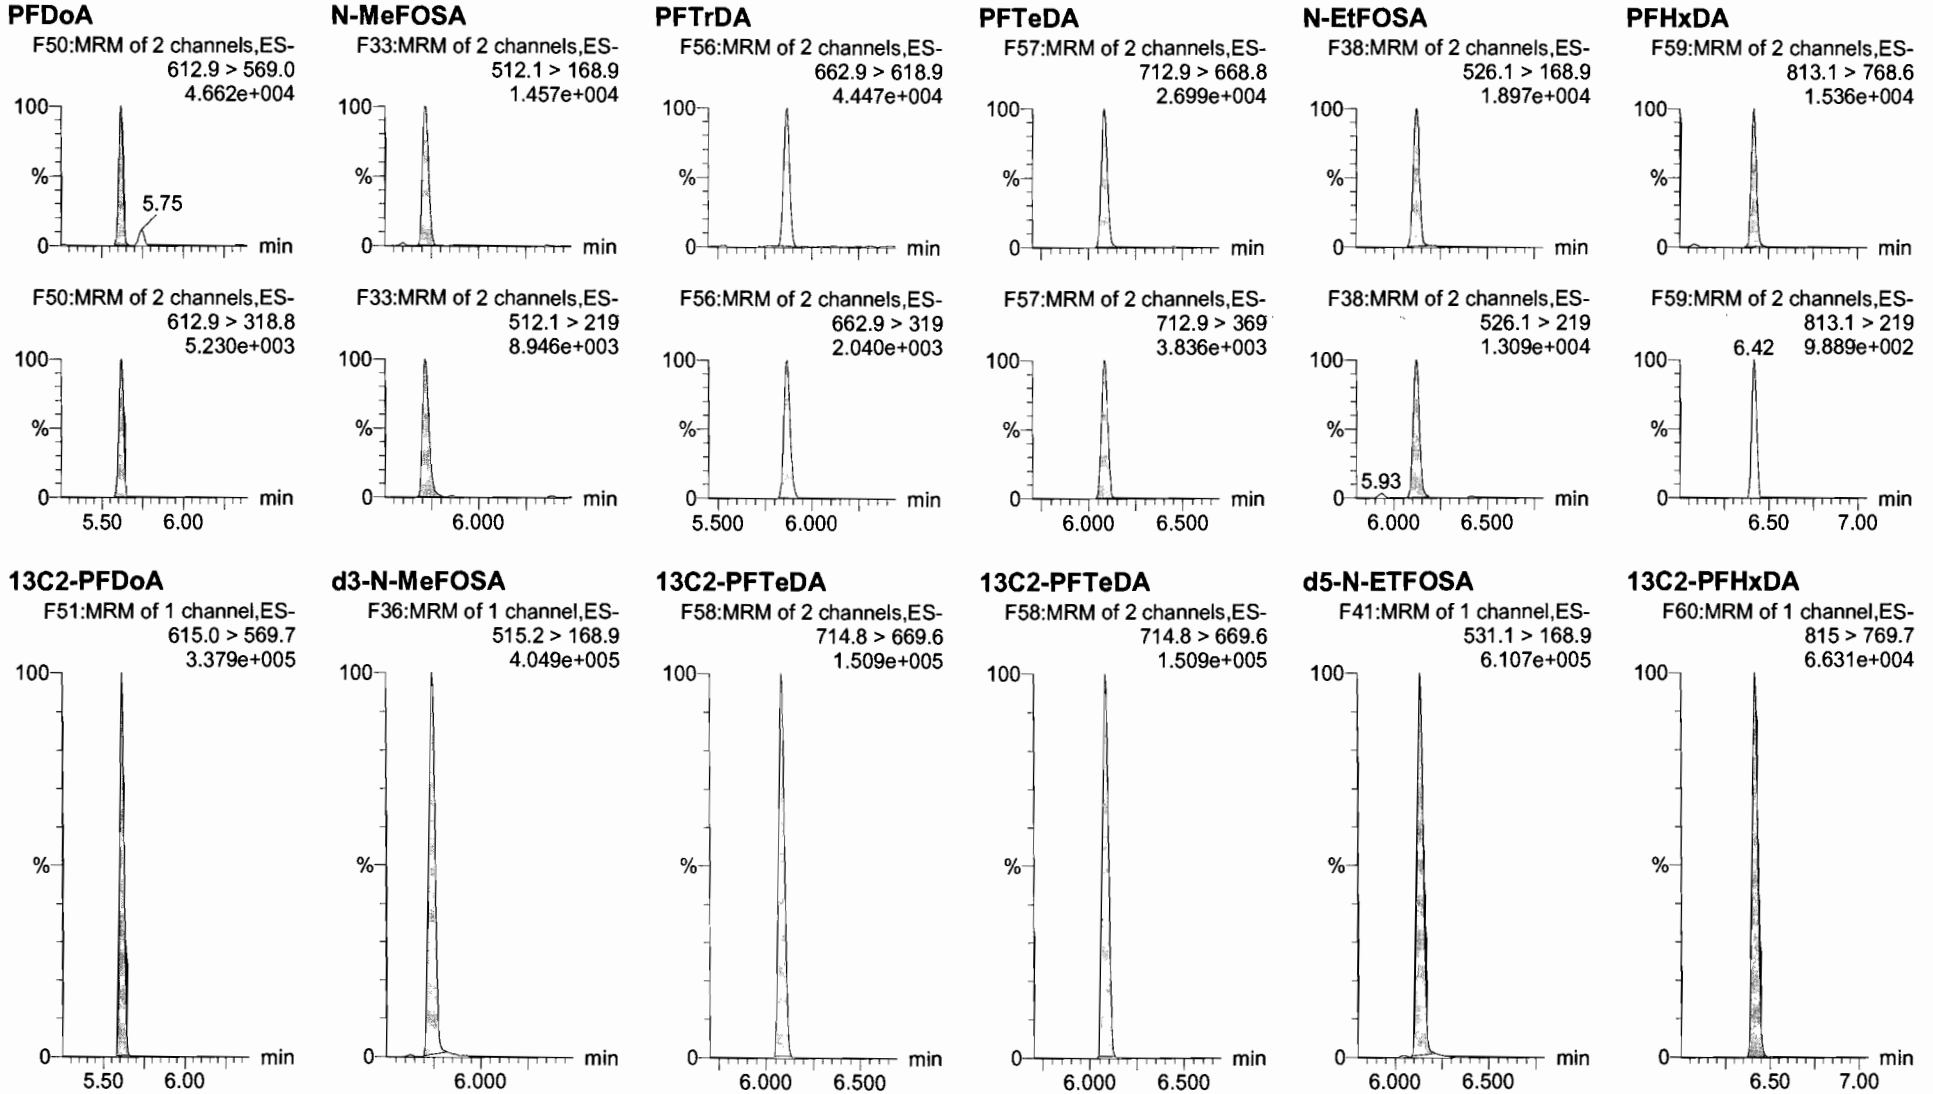 PFDoA
F50:MRM of 2 channels,ES-
612.9 > 569.0
4.662e+004
100
%
5.75
0
min
F50:MRM of 2 channels,ES-
612.9 > 318.8
5.230e+003
100
%
0
min
5.50 6.00
N-MeFOSA
F33:MRM of 2 channels,ES-
512.1 > 168.9
1.457e+004
100
%
0
min
F33:MRM of 2 channels,ES-
512.1 > 219
8.946e+003
100
%
0
min
6.000
PFTrDA
F56:MRM of 2 channels,ES-
662.9 > 618.9
4.447e+004
100
%
0
min
F56:MRM of 2 channels,ES-
662.9 > 319
2.040e+003
100
%
0
min
5.500 6.000
PFTeDA
F57:MRM of 2 channels,ES-
712.9 > 668.8
2.699e+004
100
%
0
min
F57:MRM of 2 channels,ES-
712.9 > 369
3.836e+003
100
%
0
min
6.000 6.500
N-EtFOSA
F38:MRM of 2 channels,ES-
526.1 > 168.9
1.897e+004
100
%
0
min
F38:MRM of 2 channels,ES-
526.1 > 219
1.309e+004
100
%
5.93
0
min
6.000 6.500
PFHxDA
F59:MRM of 2 channels,ES-
813.1 > 768.6
1.536e+004
100
%
0
min
F59:MRM of 2 channels,ES-
813.1 > 219
6.42 9.889e+002
100
%
0
min
6.50 7.00
13C2-PFDoA
F51:MRM of 1 channel,ES-
615.0 > 569.7
3.379e+005
100
%
0
min
5.50 6.00
d3-N-MeFOSA
F36:MRM of 1 channel,ES-
515.2 > 168.9
4.049e+005
100
%
0
min
6.000
13C2-PFTeDA
F58:MRM of 2 channels,ES-
714.8 > 669.6
1.509e+005
100
%
0
min
6.000 6.500
13C2-PFTeDA
F58:MRM of 2 channels,ES-
714.8 > 669.6
1.509e+005
100
%
0
min
6.000 6.500
d5-N-ETFOSA
F41:MRM of 1 channel,ES-
531.1 > 168.9
6.107e+005
100
%
0
min
6.000 6.500
13C2-PFHxDA
F60:MRM of 1 channel,ES-
815 > 769.7
6.631e+004
100
%
0
min
6.50 7.00